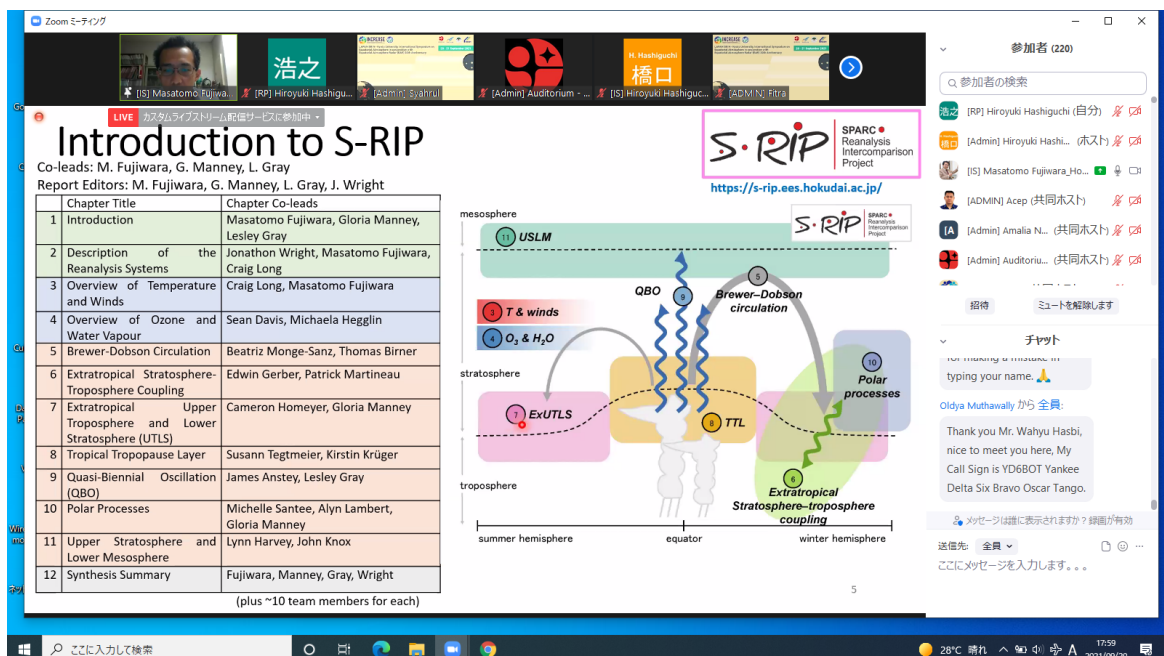 Zoom ミーティング
浩之
H. Hashiguchi
橋口
[IS] Masatomo Fujiwa...
[RP] Hiroyuki Hashigu...
[Admin] Syahrul
[Admin] Auditorium - ...
[IS] Hiroyuki Hashiguc...
[ADMIN] Fitra
LIVE カスタムライブストリーム配信サービスに参加中
Introduction to S-RIP
Co-leads: M. Fujiwara, G. Manney, L. Gray
Report Editors: M. Fujiwara, G. Manney, L. Gray, J. Wright
Chapter Title Chapter Co-leads
1 Introduction Masatomo Fujiwara, Gloria Manney,
Lesley Gray
2 Description of the Jonathon Wright, Masatomo Fujiwara,
Reanalysis Systems Craig Long
3 Overview of Temperature Craig Long, Masatomo Fujiwara
and Winds
4 Overview of Ozone and Sean Davis, Michaela Hegglin
Water Vapour
5 Brewer-Dobson Circulation Beatriz Monge-Sanz, Thomas Birner
6 Extratropical Stratosphere- Edwin Gerber, Patrick Martineau
Troposphere Coupling
7 Extratropical Upper Cameron Homeyer, Gloria Manney
Troposphere and Lower
Stratosphere (UTLS)
8 Tropical Tropopause Layer Susann Tegtmeier, Kirstin Krüger
9 Quasi-Biennial Oscillation James Anstey, Lesley Gray
(QBO)
10 Polar Processes Michelle Santee, Alyn Lambert,
Gloria Manney
11 Upper Stratosphere and Lynn Harvey, John Knox
Lower Mesosphere
12 Synthesis Summary Fujiwara, Manney, Gray, Wright
(plus ~10 team members for each)
S·RIP
SPARC
Reanalysis
Intercomparison
Project
https://s-rip.ees.hokudai.ac.jp/
S·RIP
SPARC
Reanalysis
Intercomparison
Project
mesosphere
11 USLM
QBO
9
5
Brewer–Dobson
circulation
3 T & winds
4 O₃ & H₂O
stratosphere
10
Polar
processes
7 ExUTLS
8 TTL
6
Extratropical
Stratosphere–troposphere
coupling
troposphere
summer hemisphere
equator
winter hemisphere
5
参加者 (220)
参加者の検索
浩之 [RP] Hiroyuki Hashiguchi (自分)
橋口 [Admin] Hiroyuki Hashi... (ホスト)
[IS] Masatomo Fujiwara_Ho...
[ADMIN] Acep (共同ホスト)
[A [Admin] Amalia N... (共同ホスト)
[Admin] Auditoriu... (共同ホスト)
招待
ミュートを解除します
チャット
for making a mistake in
typing your name. 🙏
Oldya Muthawally から 全員:
Thank you Mr. Wahyu Hasbi,
nice to meet you here, My
Call Sign is YD6BOT Yankee
Delta Six Bravo Oscar Tango.
メッセージは誰に表示されますか? 録画が有効
送信先: 全員
ここにメッセージを入力します。。。
ここに入力して検索
28°C 晴れ
A
17:59